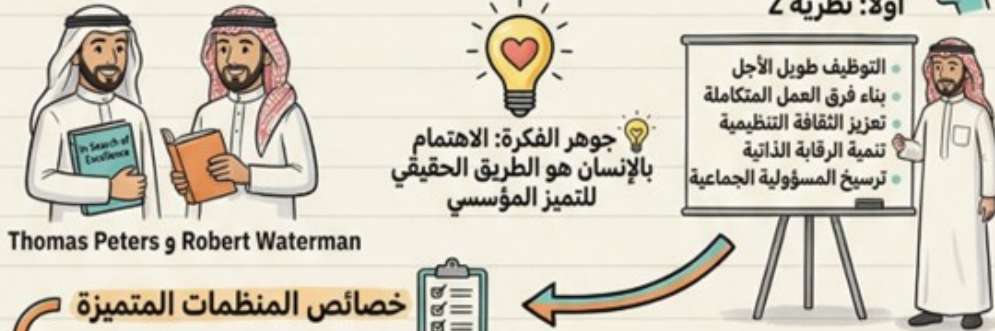 أولاً: نظرية Z
التوظيف طويل الأجل
بناء فرق العمل المتكاملة
تعزيز الثقافة التنظيمية
تنمية الرقابة الذاتية
ترسيخ المسؤولية الجماعية
جوهر الفكرة: الاهتمام
بالإنسان هو الطريق الحقيقي
للتميز المؤسسي
In Search of
Excellence
Thomas Peters و Robert Waterman
خصائص المنظمات المتميزة